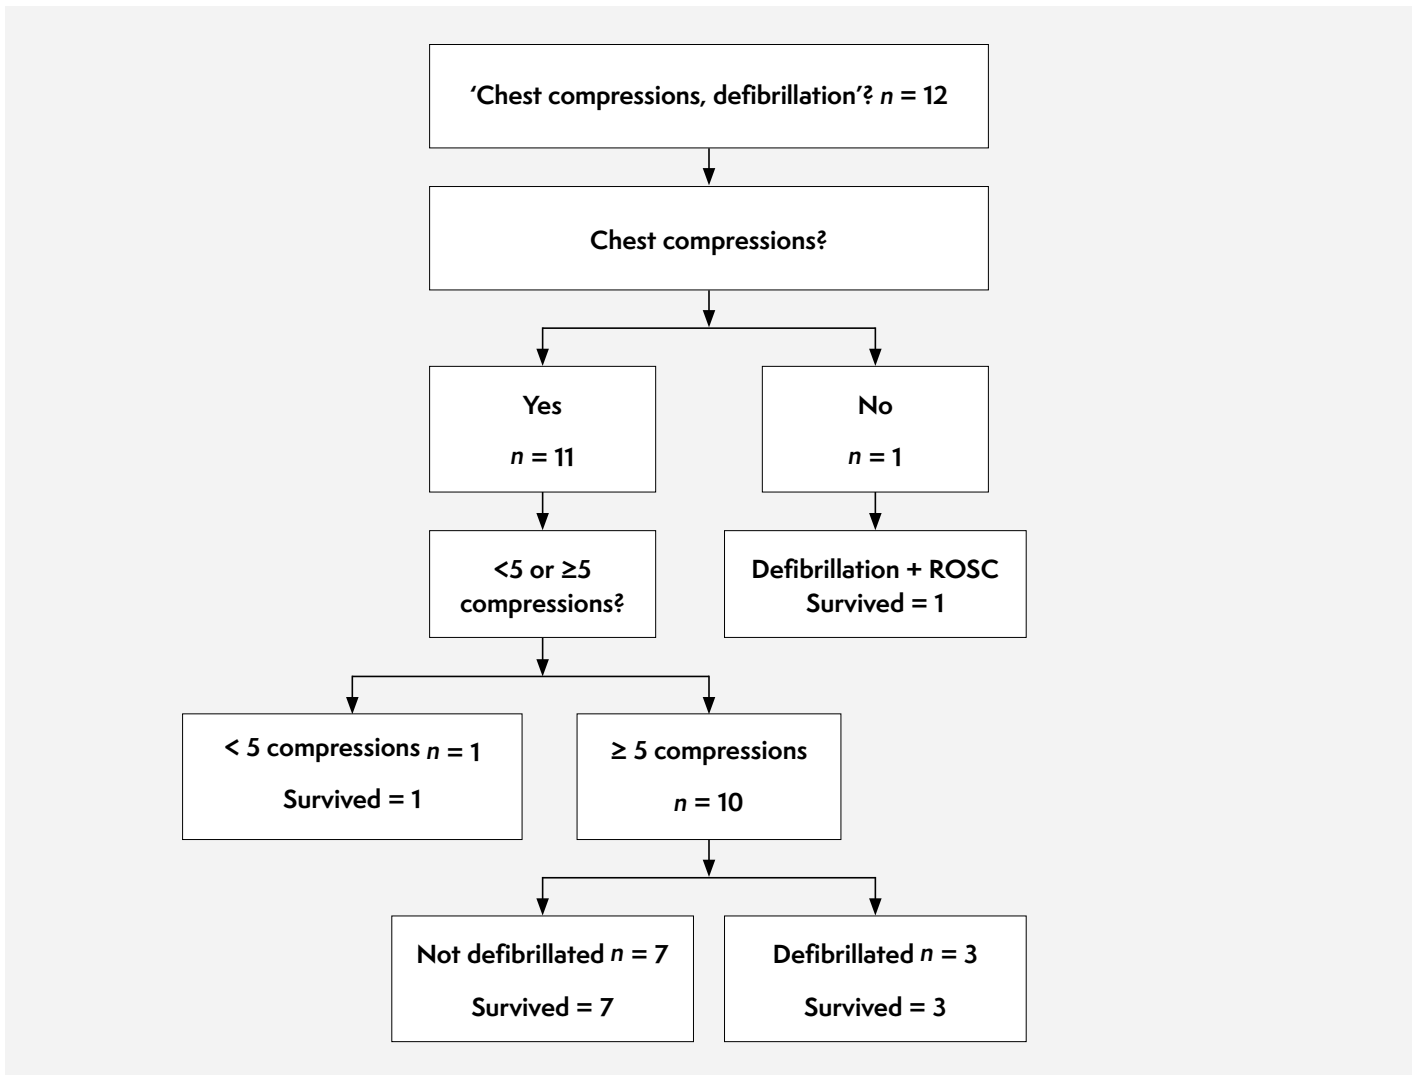 ‘Chest compressions, defibrillation’? n = 12
Chest compressions?
Yes
n = 11
No
n = 1
<5 or ≥5
compressions?
Defibrillation + ROSC
Survived = 1
< 5 compressions n = 1
Survived = 1
≥ 5 compressions
n = 10
Not defibrillated n = 7
Survived = 7
Defibrillated n = 3
Survived = 3